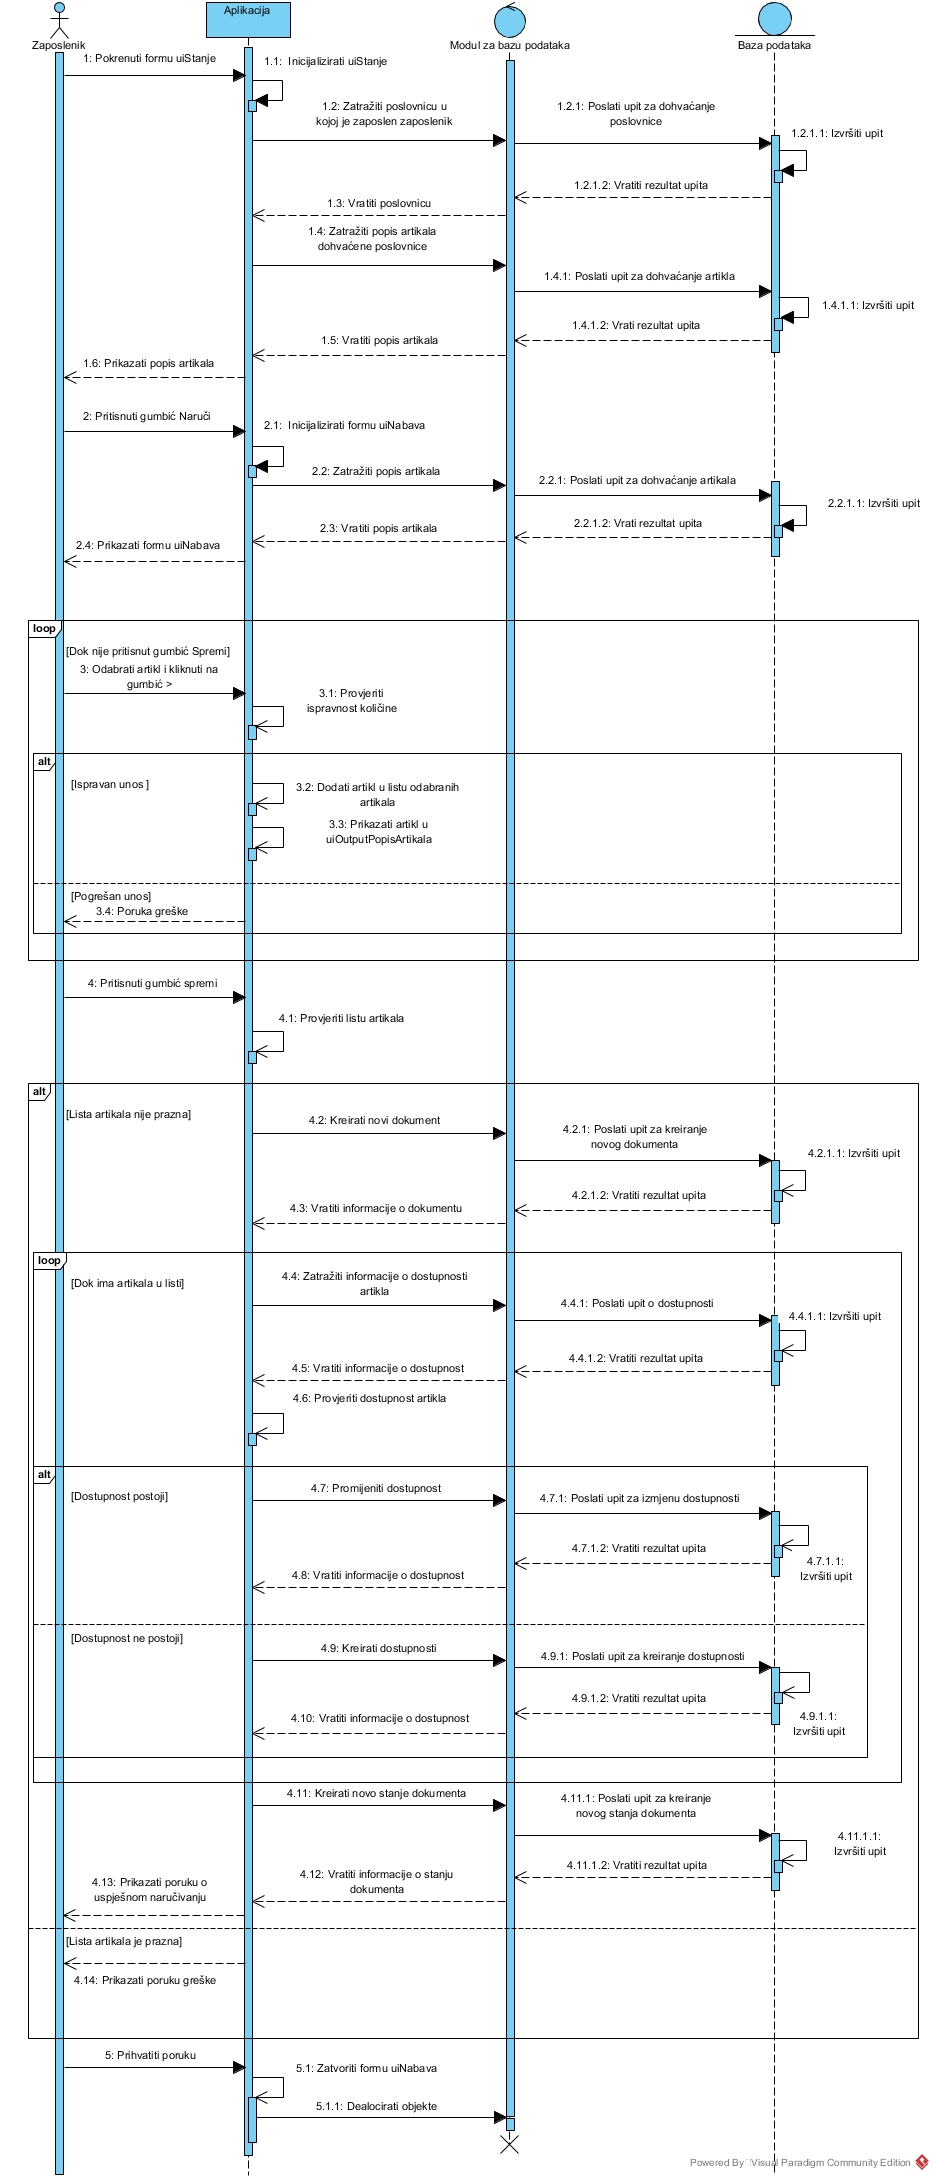 Zaposlenik
Aplikacija
Modul za bazu podataka
Baza podataka
1: Pokrenuti formu uiStanje
1.1: Inicijalizirati uiStanje
1.2: Zatražiti poslovnicu u
kojoj je zaposlen zaposlenik
1.2.1: Poslati upit za dohvaćanje
poslovnice
1.2.1.1: Izvršiti upit
1.2.1.2: Vratiti rezultat upita
1.3: Vratiti poslovnicu
1.4: Zatražiti popis artikala
dohvaćene poslovnice
1.4.1: Poslati upit za dohvaćanje artikla
1.4.1.1: Izvršiti upit
1.4.1.2: Vrati rezultat upita
1.5: Vratiti popis artikala
1.6: Prikazati popis artikala
2: Pritisnuti gumbić Naruči
2.1: Inicijalizirati formu uiNabava
2.2: Zatražiti popis artikala
2.2.1: Poslati upit za dohvaćanje artikala
2.2.1.1: Izvršiti upit
2.2.1.2: Vrati rezultat upita
2.3: Vratiti popis artikala
2.4: Prikazati formu uiNabava
loop
[Dok nije pritisnut gumbić Spremi]
3: Odabrati artikl i kliknuti na
gumbić >
3.1: Provjeriti
ispravnost količine
alt
[Ispravan unos ]
3.2: Dodati artikl u listu odabranih
artikala
3.3: Prikazati artikl u
uiOutputPopisArtikala
[Pogrešan unos]
3.4: Poruka greške
4: Pritisnuti gumbić spremi
4.1: Provjeriti listu artikala
alt
[Lista artikala nije prazna]
4.2: Kreirati novi dokument
4.2.1: Poslati upit za kreiranje
novog dokumenta
4.2.1.1: Izvršiti upit
4.2.1.2: Vratiti rezultat upita
4.3: Vratiti informacije o dokumentu
loop
[Dok ima artikala u listi]
4.4: Zatražiti informacije o dostupnosti
artikla
4.4.1: Poslati upit o dostupnosti
4.4.1.1: Izvršiti upit
4.4.1.2: Vratiti rezultat upita
4.5: Vratiti informacije o dostupnost
4.6: Provjeriti dostupnost artikla
alt
[Dostupnost postoji]
4.7: Promijeniti dostupnost
4.7.1: Poslati upit za izmjenu dostupnosti
4.7.1.2: Vratiti rezultat upita
4.7.1.1:
Izvršiti upit
4.8: Vratiti informacije o dostupnost
[Dostupnost ne postoji]
4.9: Kreirati dostupnosti
4.9.1: Poslati upit za kreiranje dostupnosti
4.9.1.2: Vratiti rezultat upita
4.9.1.1:
Izvršiti upit
4.10: Vratiti informacije o dostupnost
4.11: Kreirati novo stanje dokumenta
4.11.1: Poslati upit za kreiranje
novog stanja dokumenta
4.11.1.1:
Izvršiti upit
4.11.1.2: Vratiti rezultat upita
4.12: Vratiti informacije o stanju
dokumenta
4.13: Prikazati poruku o
uspješnom naručivanju
[Lista artikala je prazna]
4.14: Prikazati poruku greške
5: Prihvatiti poruku
5.1: Zatvoriti formu uiNabava
5.1.1: Dealocirati objekte
Powered By Visual Paradigm Community Edition